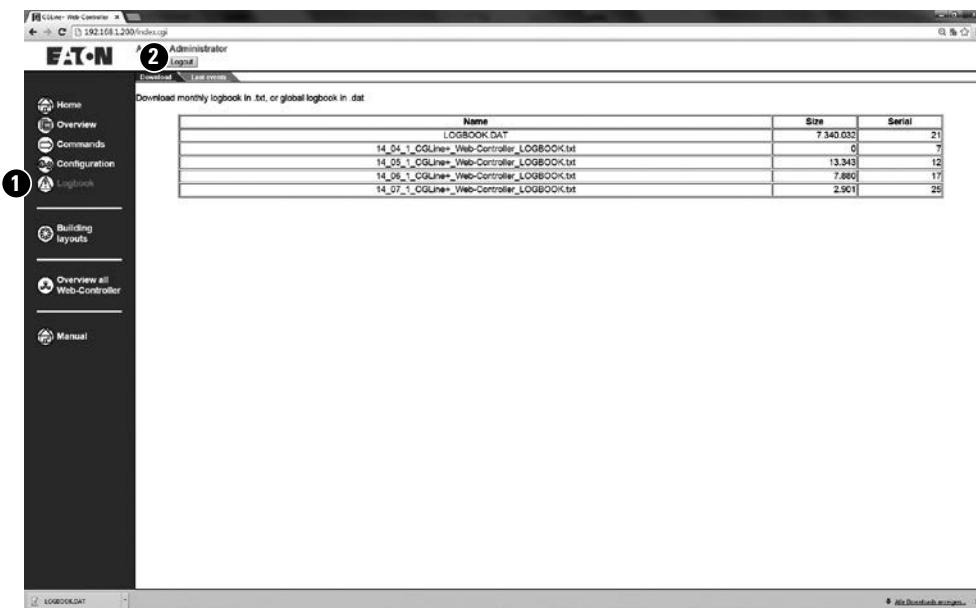 CGLine+ Web-Controller
192.168.1.200/index.cgi
EATON
Administrator
2
Logout
Download
Last events
Home
Overview
Commands
Configuration
1
Logbook
Building
layouts
Overview all
Web-Controller
Manual
Download monthly logbook in .txt, or global logbook in .dat
Name Size Serial
LOGBOOK.DAT 7.340.032 21
14_04_1_CGLine+_Web-Controller_LOGBOOK.txt 0 7
14_05_1_CGLine+_Web-Controller_LOGBOOK.txt 13.343 12
14_06_1_CGLine+_Web-Controller_LOGBOOK.txt 7.880 17
14_07_1_CGLine+_Web-Controller_LOGBOOK.txt 2.901 25
LOGBOOK.DAT
Alle Downloads anzeigen...